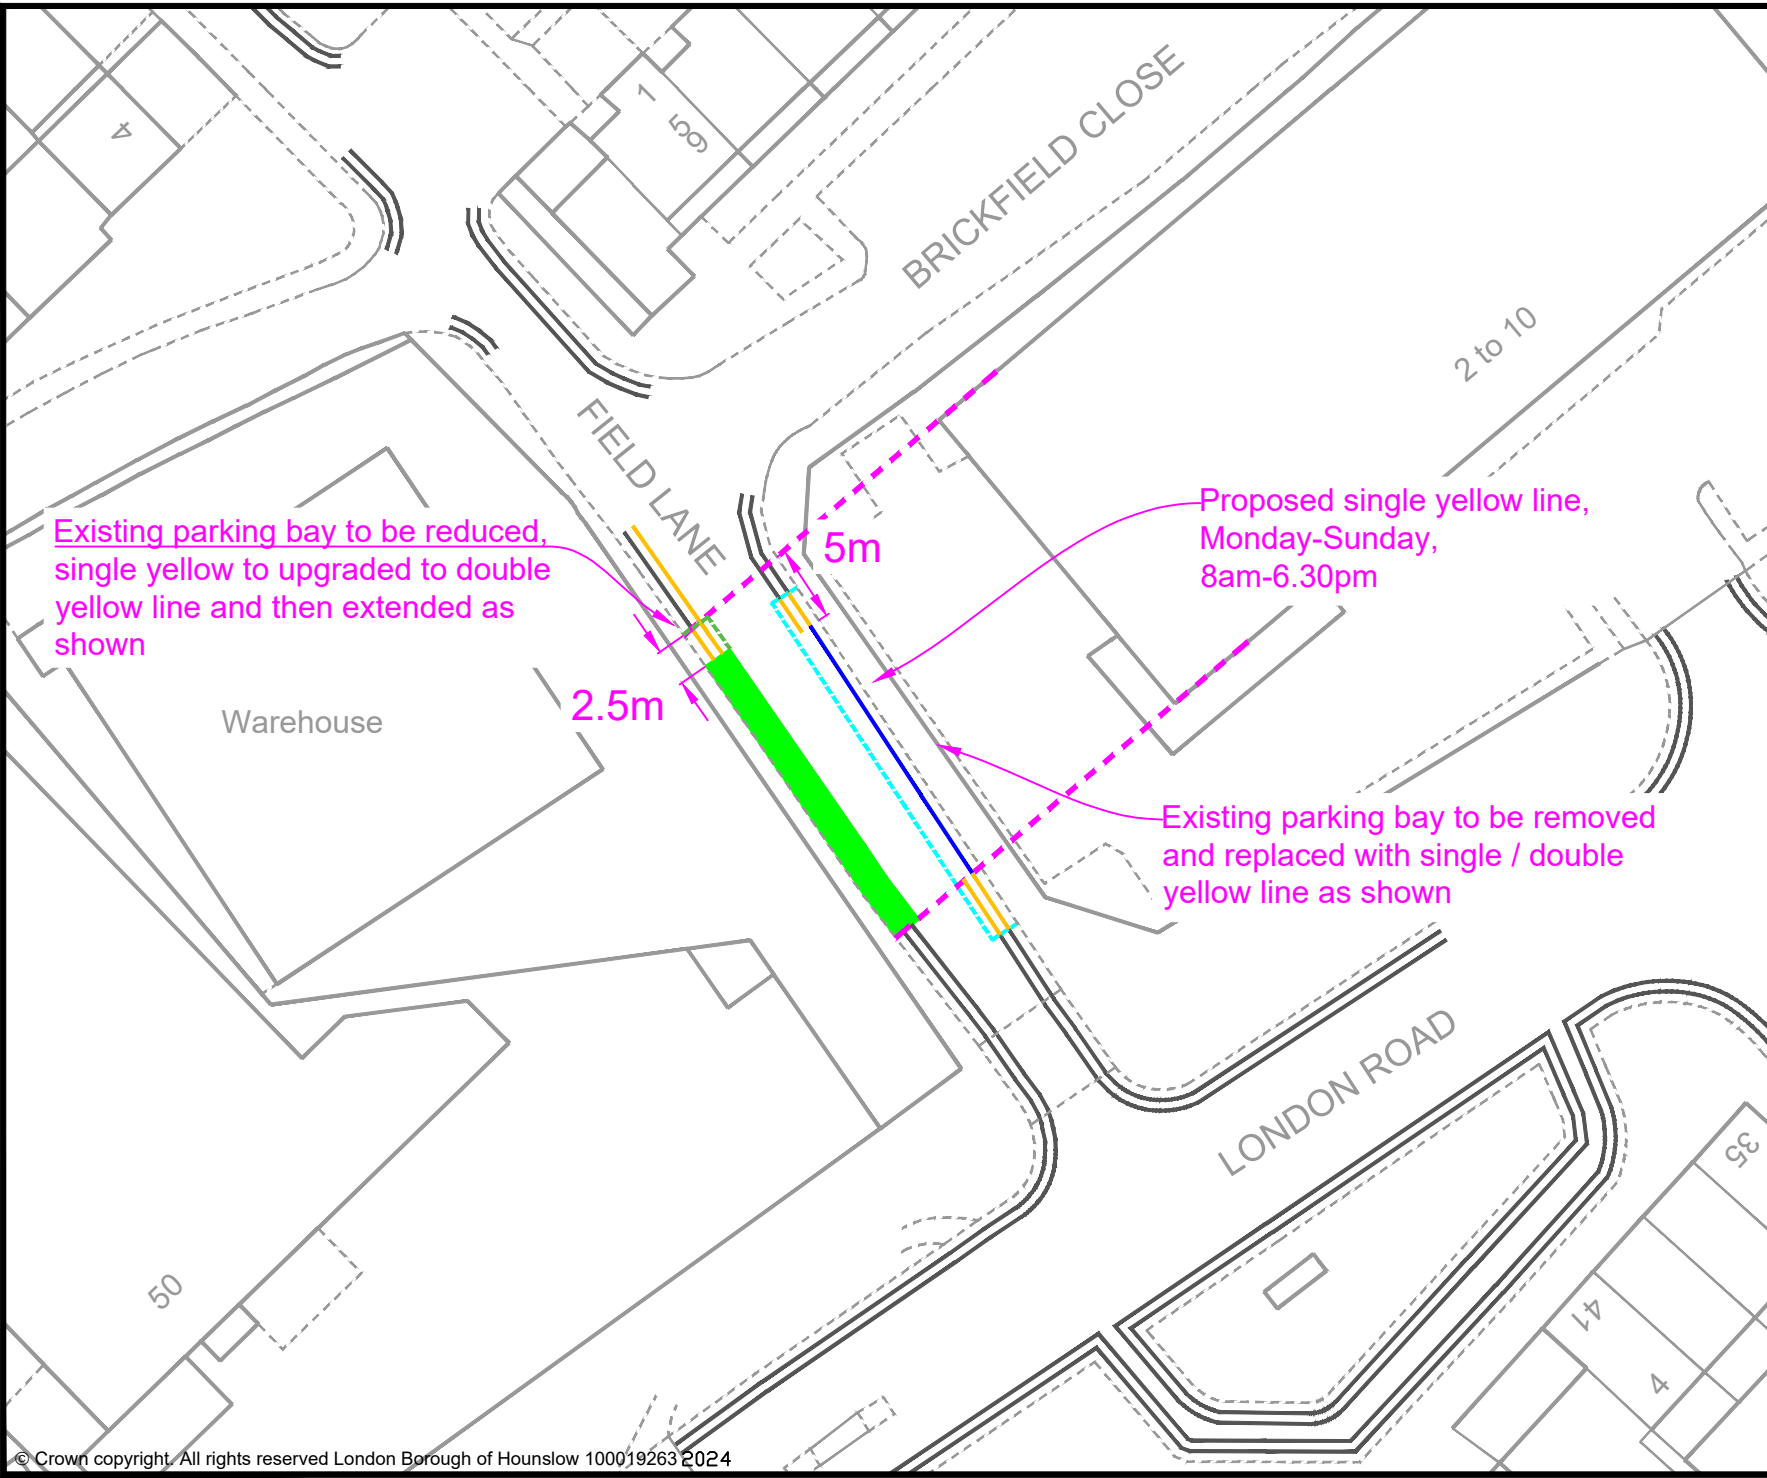 4
1
59
BRICKFIELD CLOSE
2 to 10
FIELD LANE
Existing parking bay to be reduced,
single yellow to upgraded to double
yellow line and then extended as
shown
5m
Proposed single yellow line,
Monday-Sunday,
8am-6.30pm
2.5m
Warehouse
Existing parking bay to be removed
and replaced with single / double
yellow line as shown
LONDON ROAD
35
41
4
50
© Crown copyright. All rights reserved London Borough of Hounslow 100019263 2024